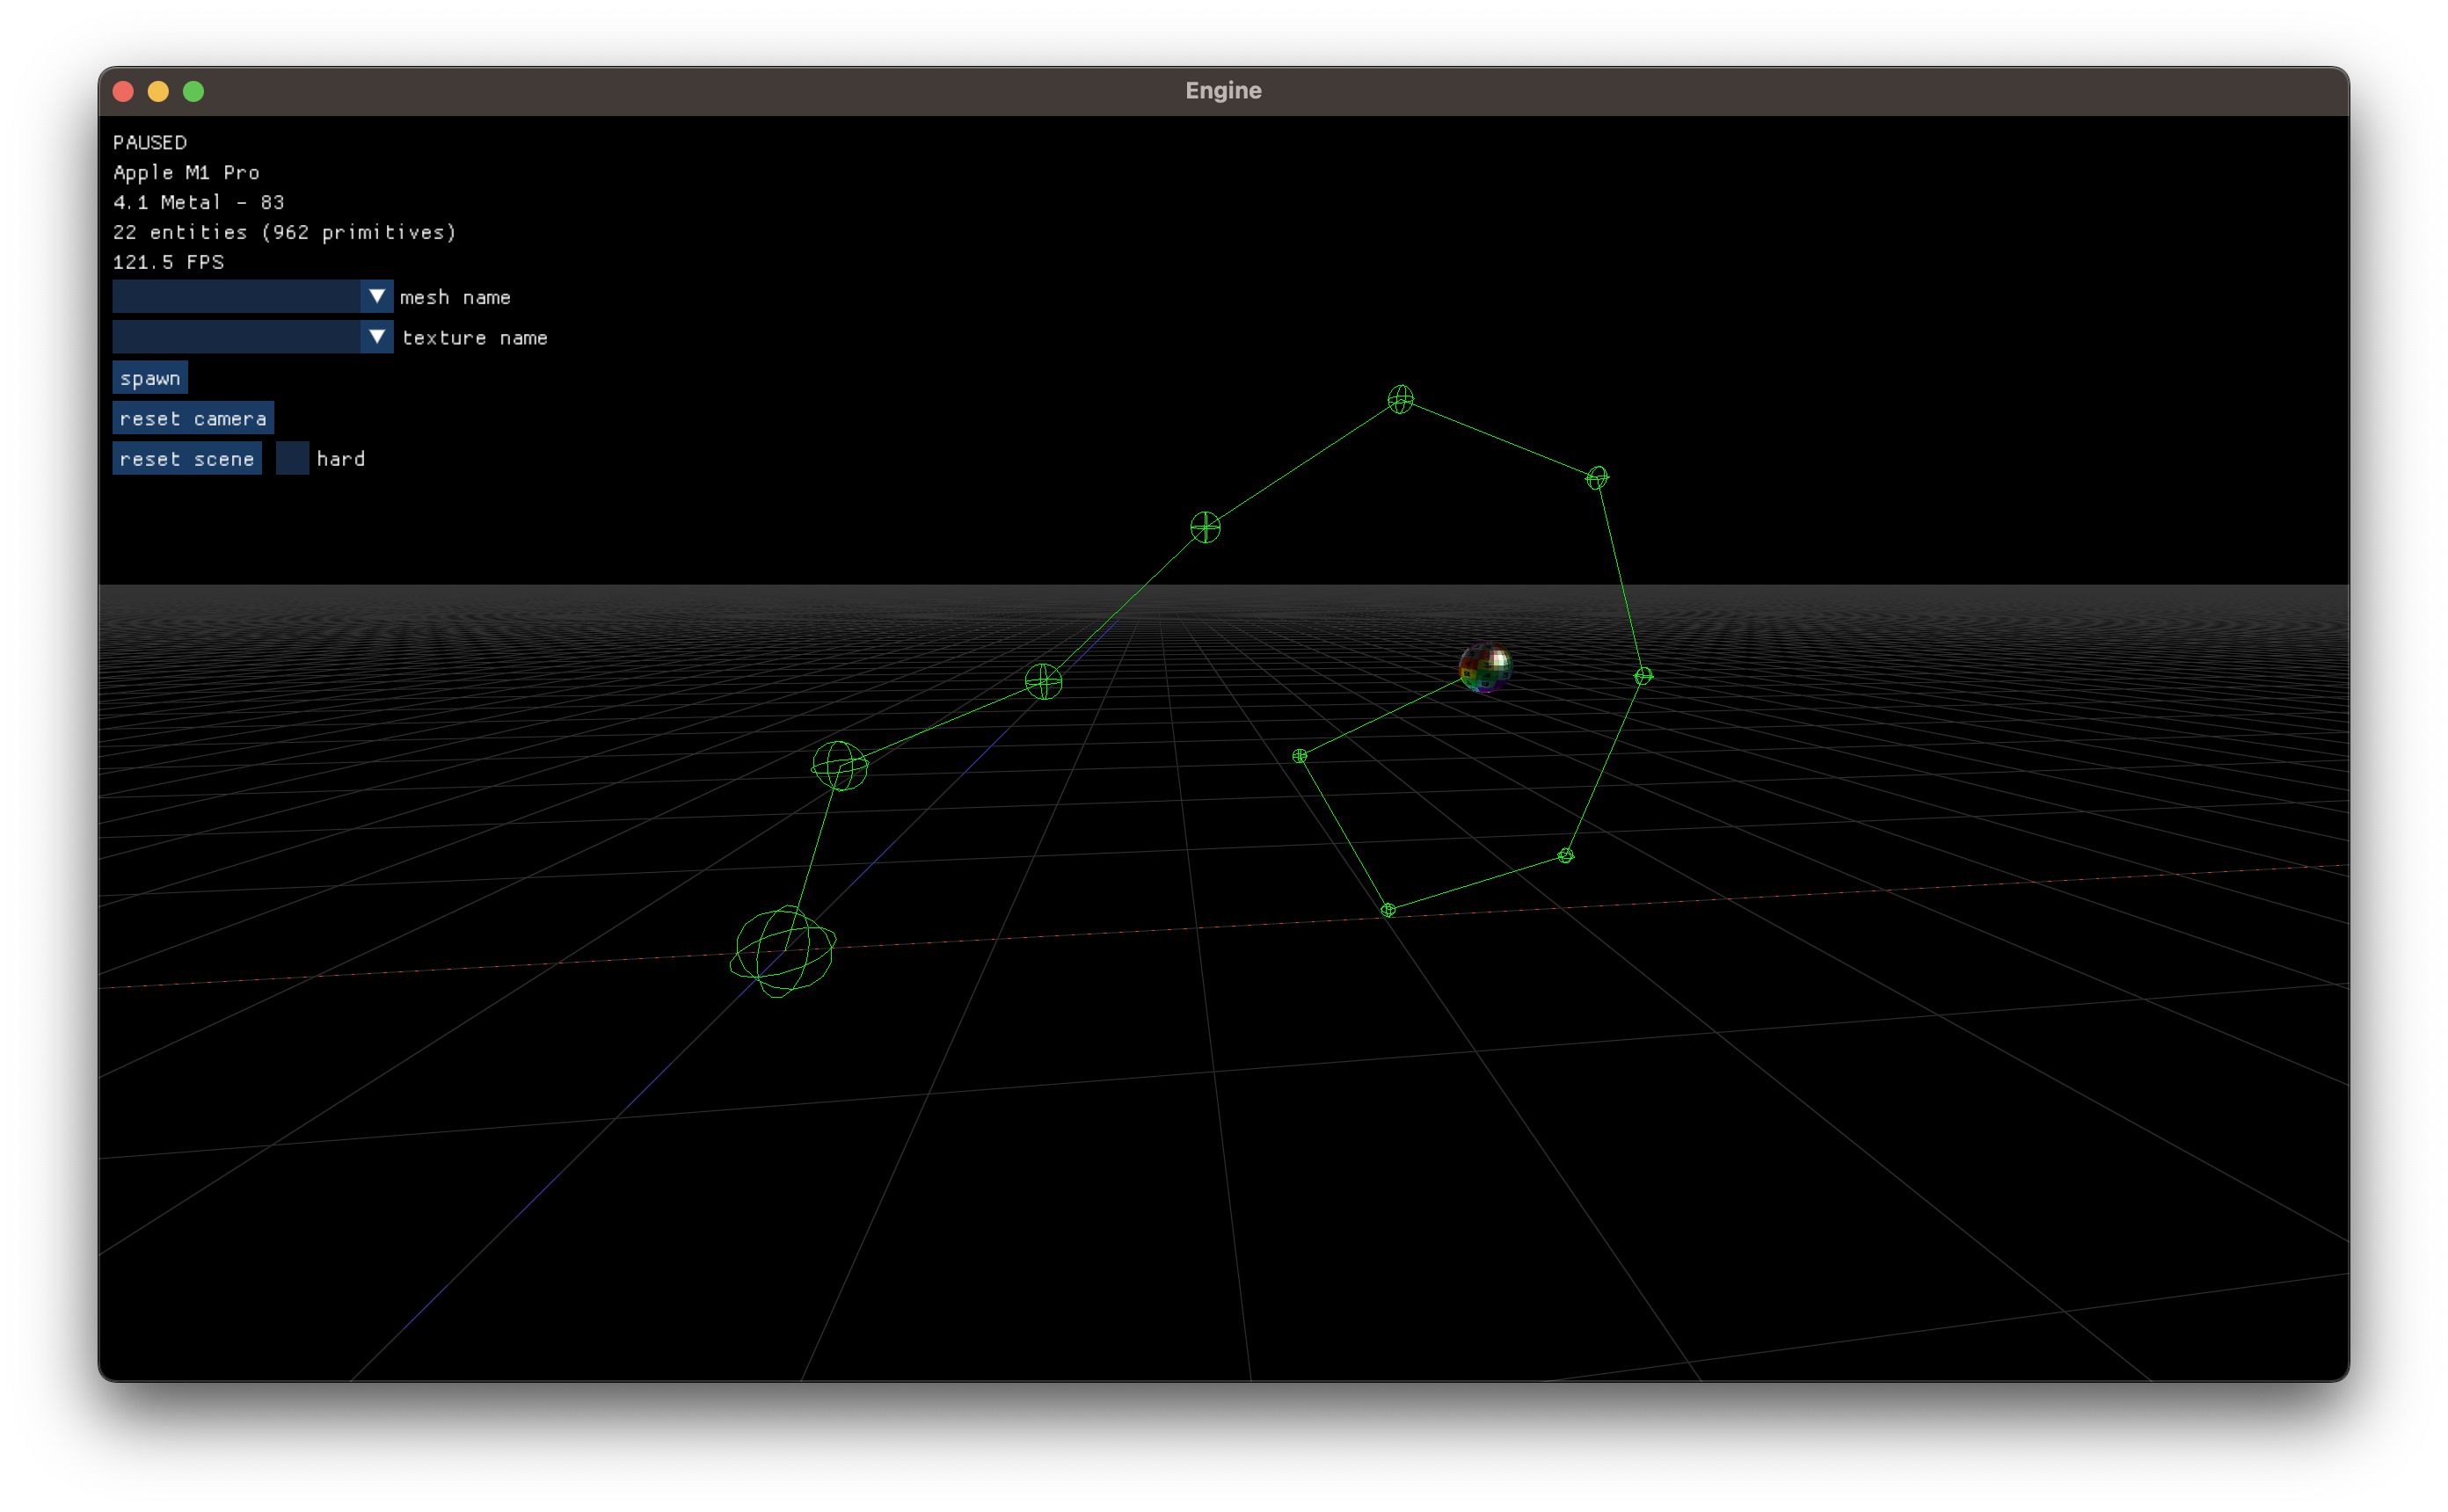 Engine
PAUSED
Apple M1 Pro
4.1 Metal - 83
22 entities (962 primitives)
121.5 FPS
mesh name
texture name
spawn
reset camera
reset scene hard